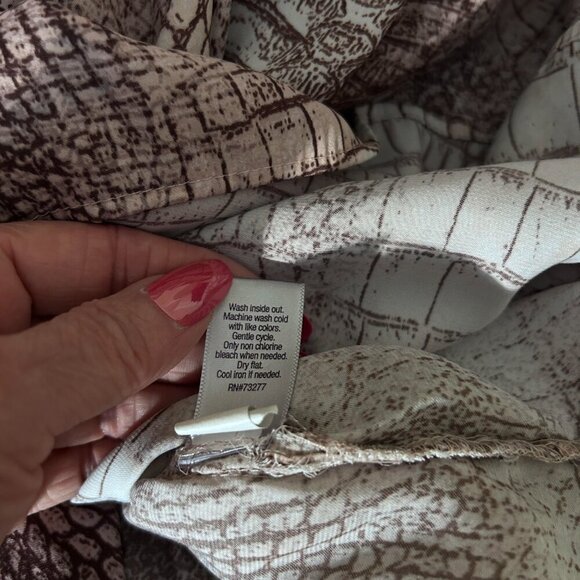 Wash inside out.
Machine wash cold
with like colors.
Gentle cycle.
Only non chlorine
bleach when needed.
Dry flat.
Cool iron if needed.
RN#73277